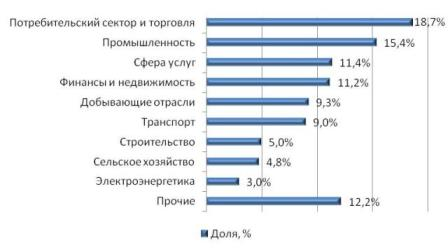 Потребительский сектор и торговля 18,7%
Промышленность 15,4%
Сфера услуг 11,4%
Финансы и недвижимость 11,2%
Добывающие отрасли 9,3%
Транспорт 9,0%
Строительство 5,0%
Сельское хозяйство 4,8%
Электроэнергетика 3,0%
Прочие 12,2%
Доля, %